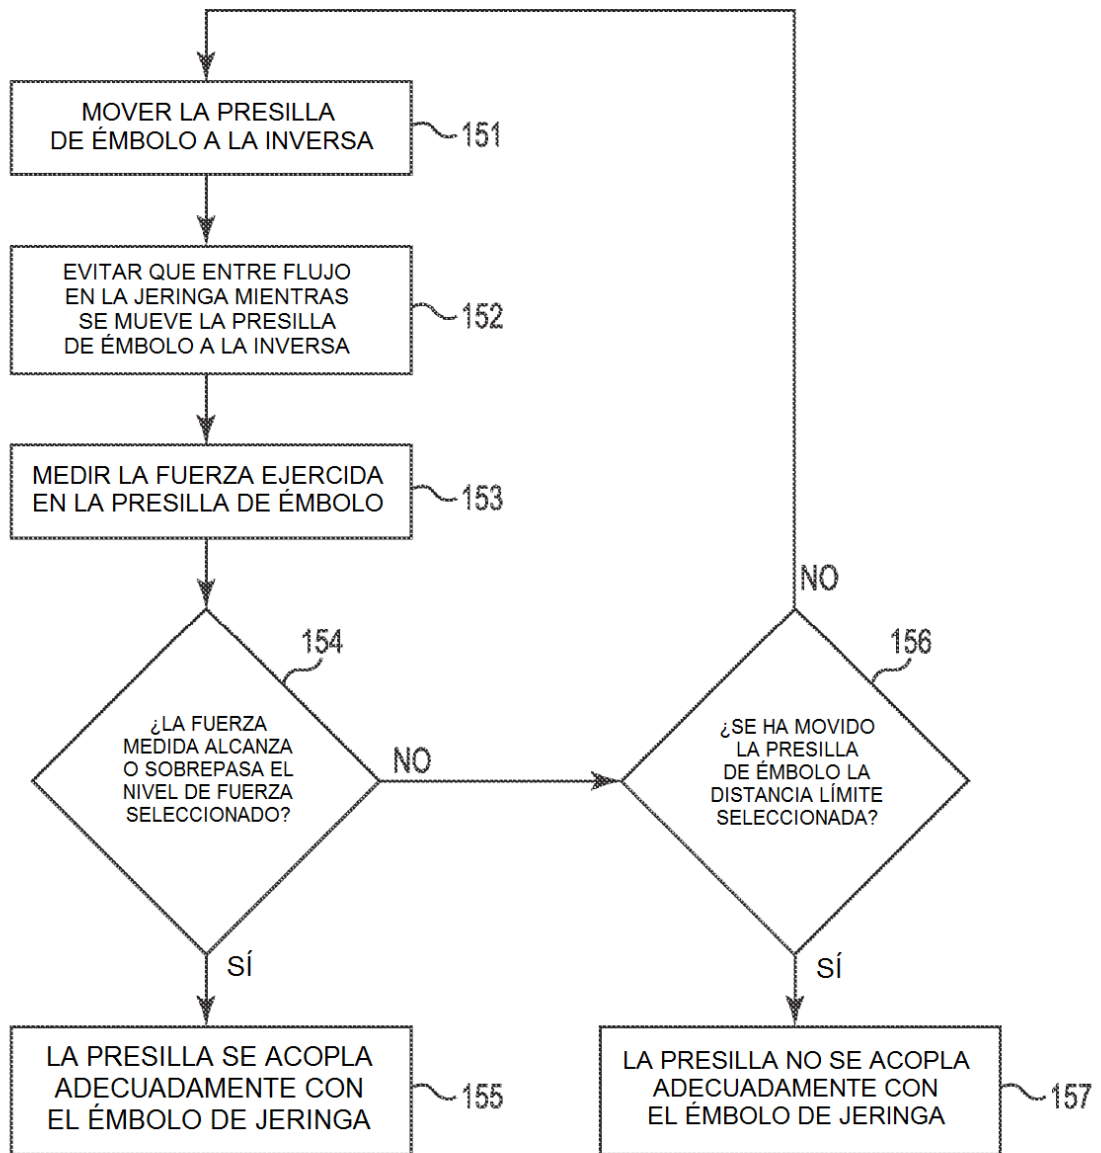 MOVER LA PRESILLA
DE ÉMBOLO A LA INVERSA
151
EVITAR QUE ENTRE FLUJO
EN LA JERINGA MIENTRAS
SE MUEVE LA PRESILLA
DE ÉMBOLO A LA INVERSA
152
MEDIR LA FUERZA EJERCIDA
EN LA PRESILLA DE ÉMBOLO
153
154
¿LA FUERZA
MEDIDA ALCANZA
O SOBREPASA EL
NIVEL DE FUERZA
SELECCIONADO?
NO
SÍ
LA PRESILLA SE ACOPLA
ADECUADAMENTE CON
EL ÉMBOLO DE JERINGA
155
NO
156
¿SE HA MOVIDO
LA PRESILLA
DE ÉMBOLO LA
DISTANCIA LÍMITE
SELECCIONADA?
SÍ
LA PRESILLA NO SE ACOPLA
ADECUADAMENTE CON
EL ÉMBOLO DE JERINGA
157